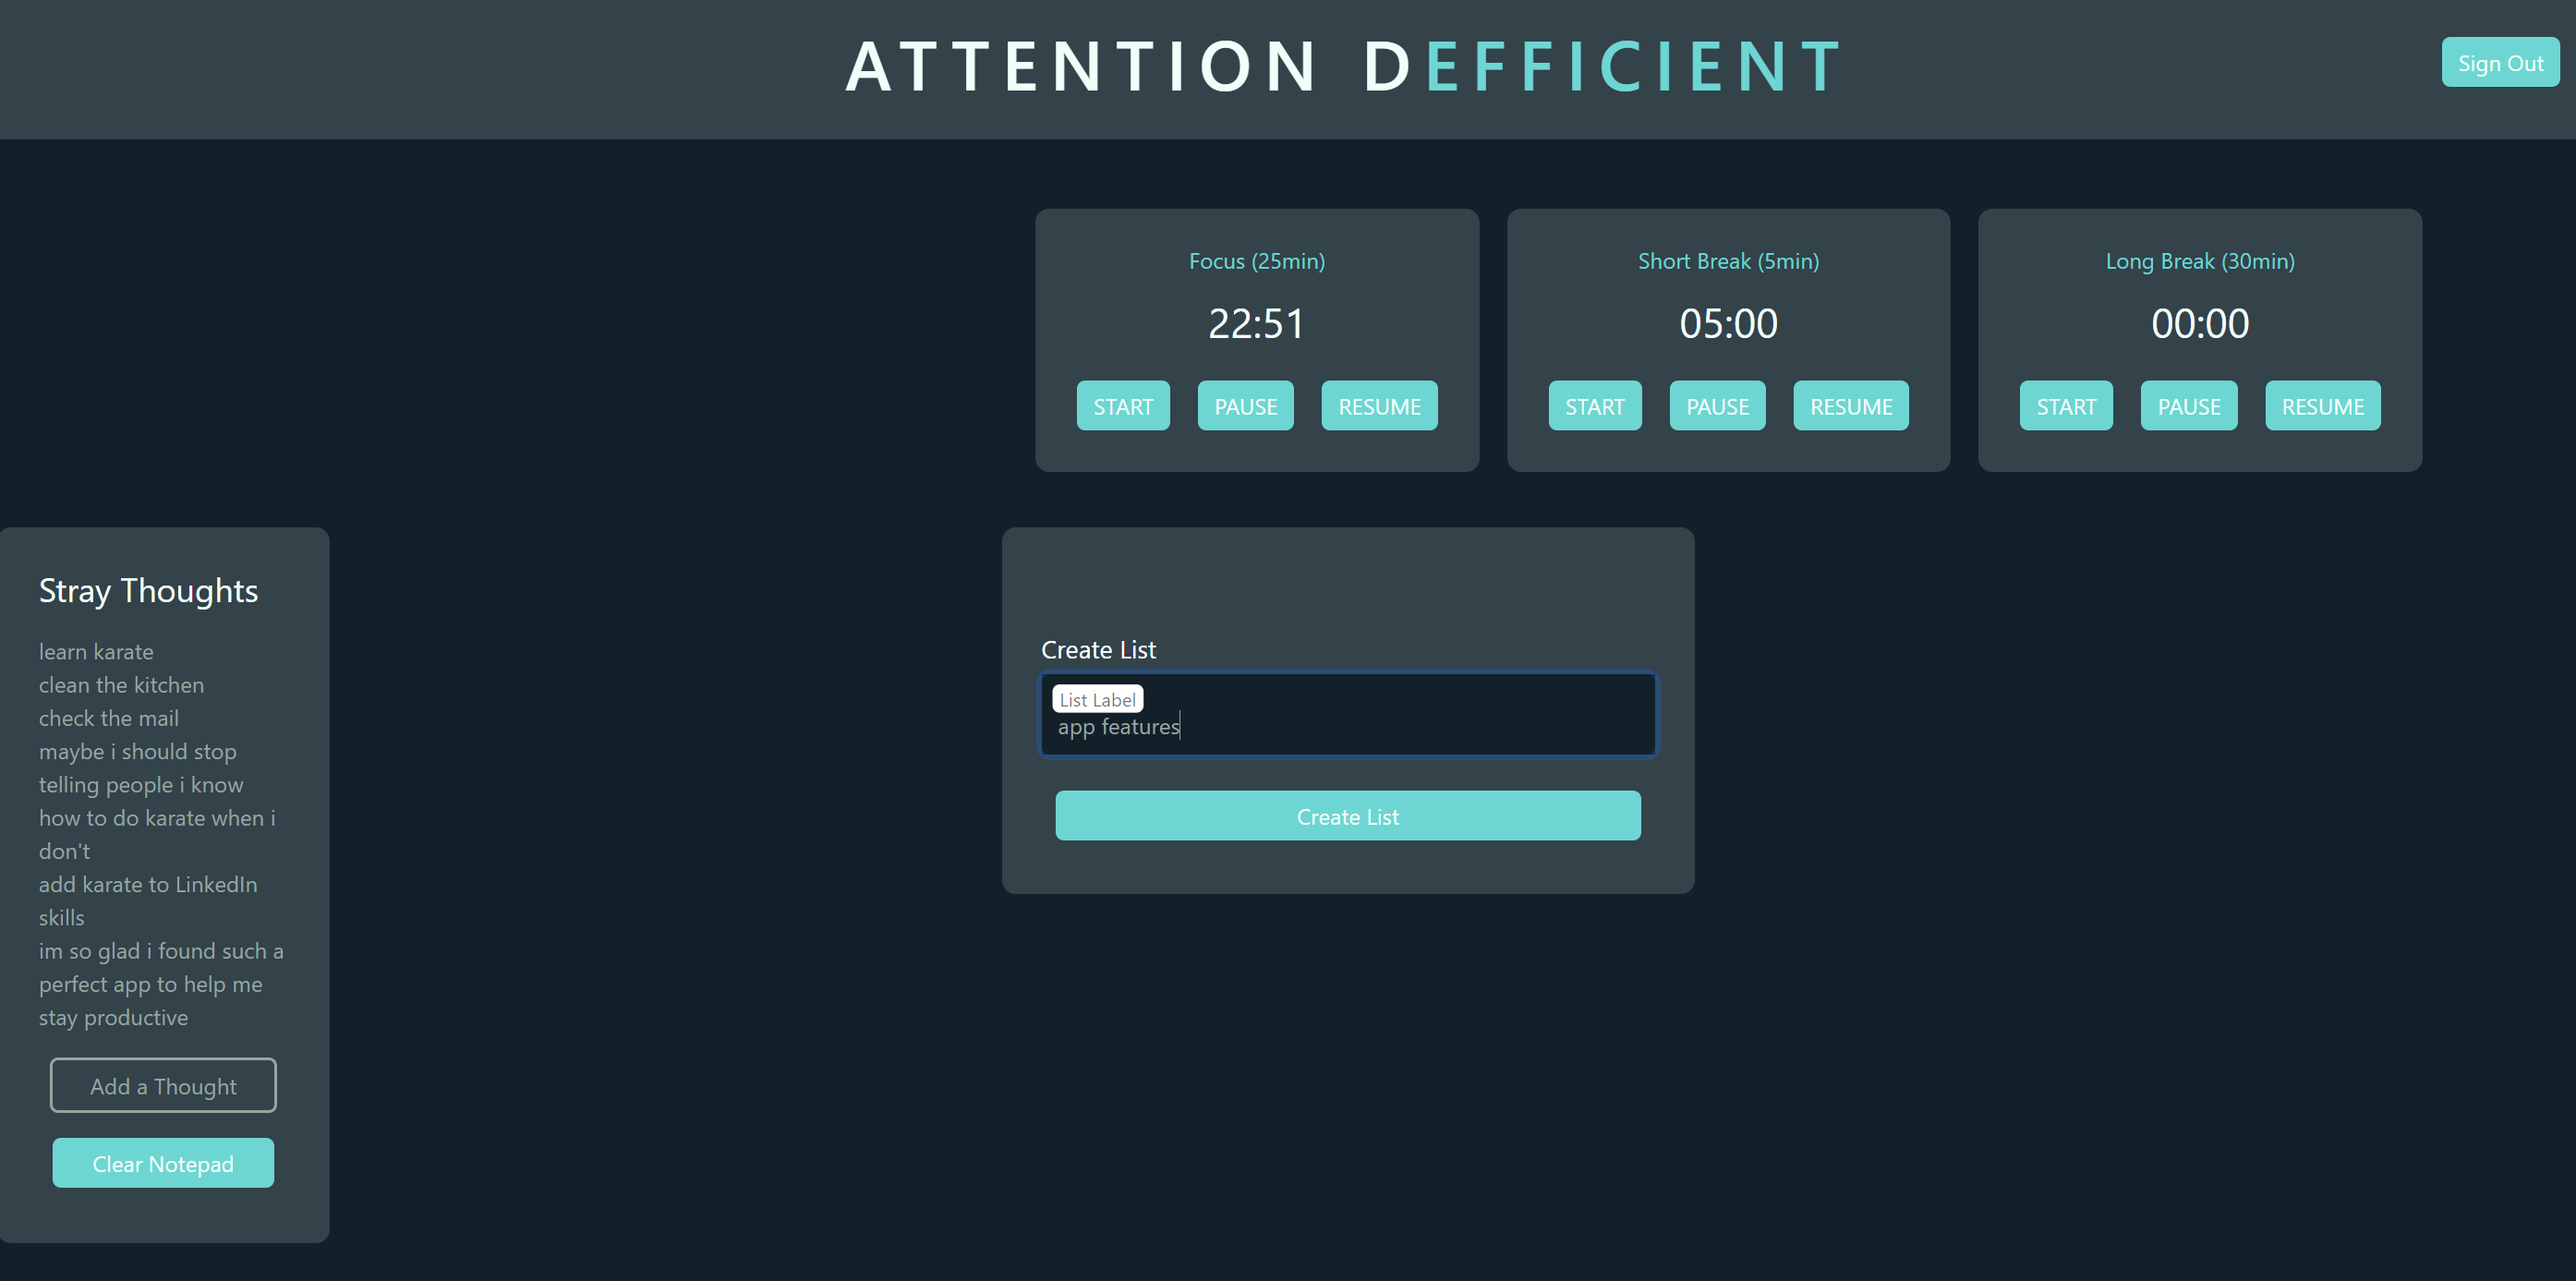 ATTENTION DEFFICIENT
Sign Out
Focus (25min)
22:51
START PAUSE RESUME
Short Break (5min)
05:00
START PAUSE RESUME
Long Break (30min)
00:00
START PAUSE RESUME
Stray Thoughts
learn karate
clean the kitchen
check the mail
maybe i should stop
telling people i know
how to do karate when i
don't
add karate to LinkedIn
skills
im so glad i found such a
perfect app to help me
stay productive
Add a Thought
Clear Notepad
Create List
List Label
app features
Create List